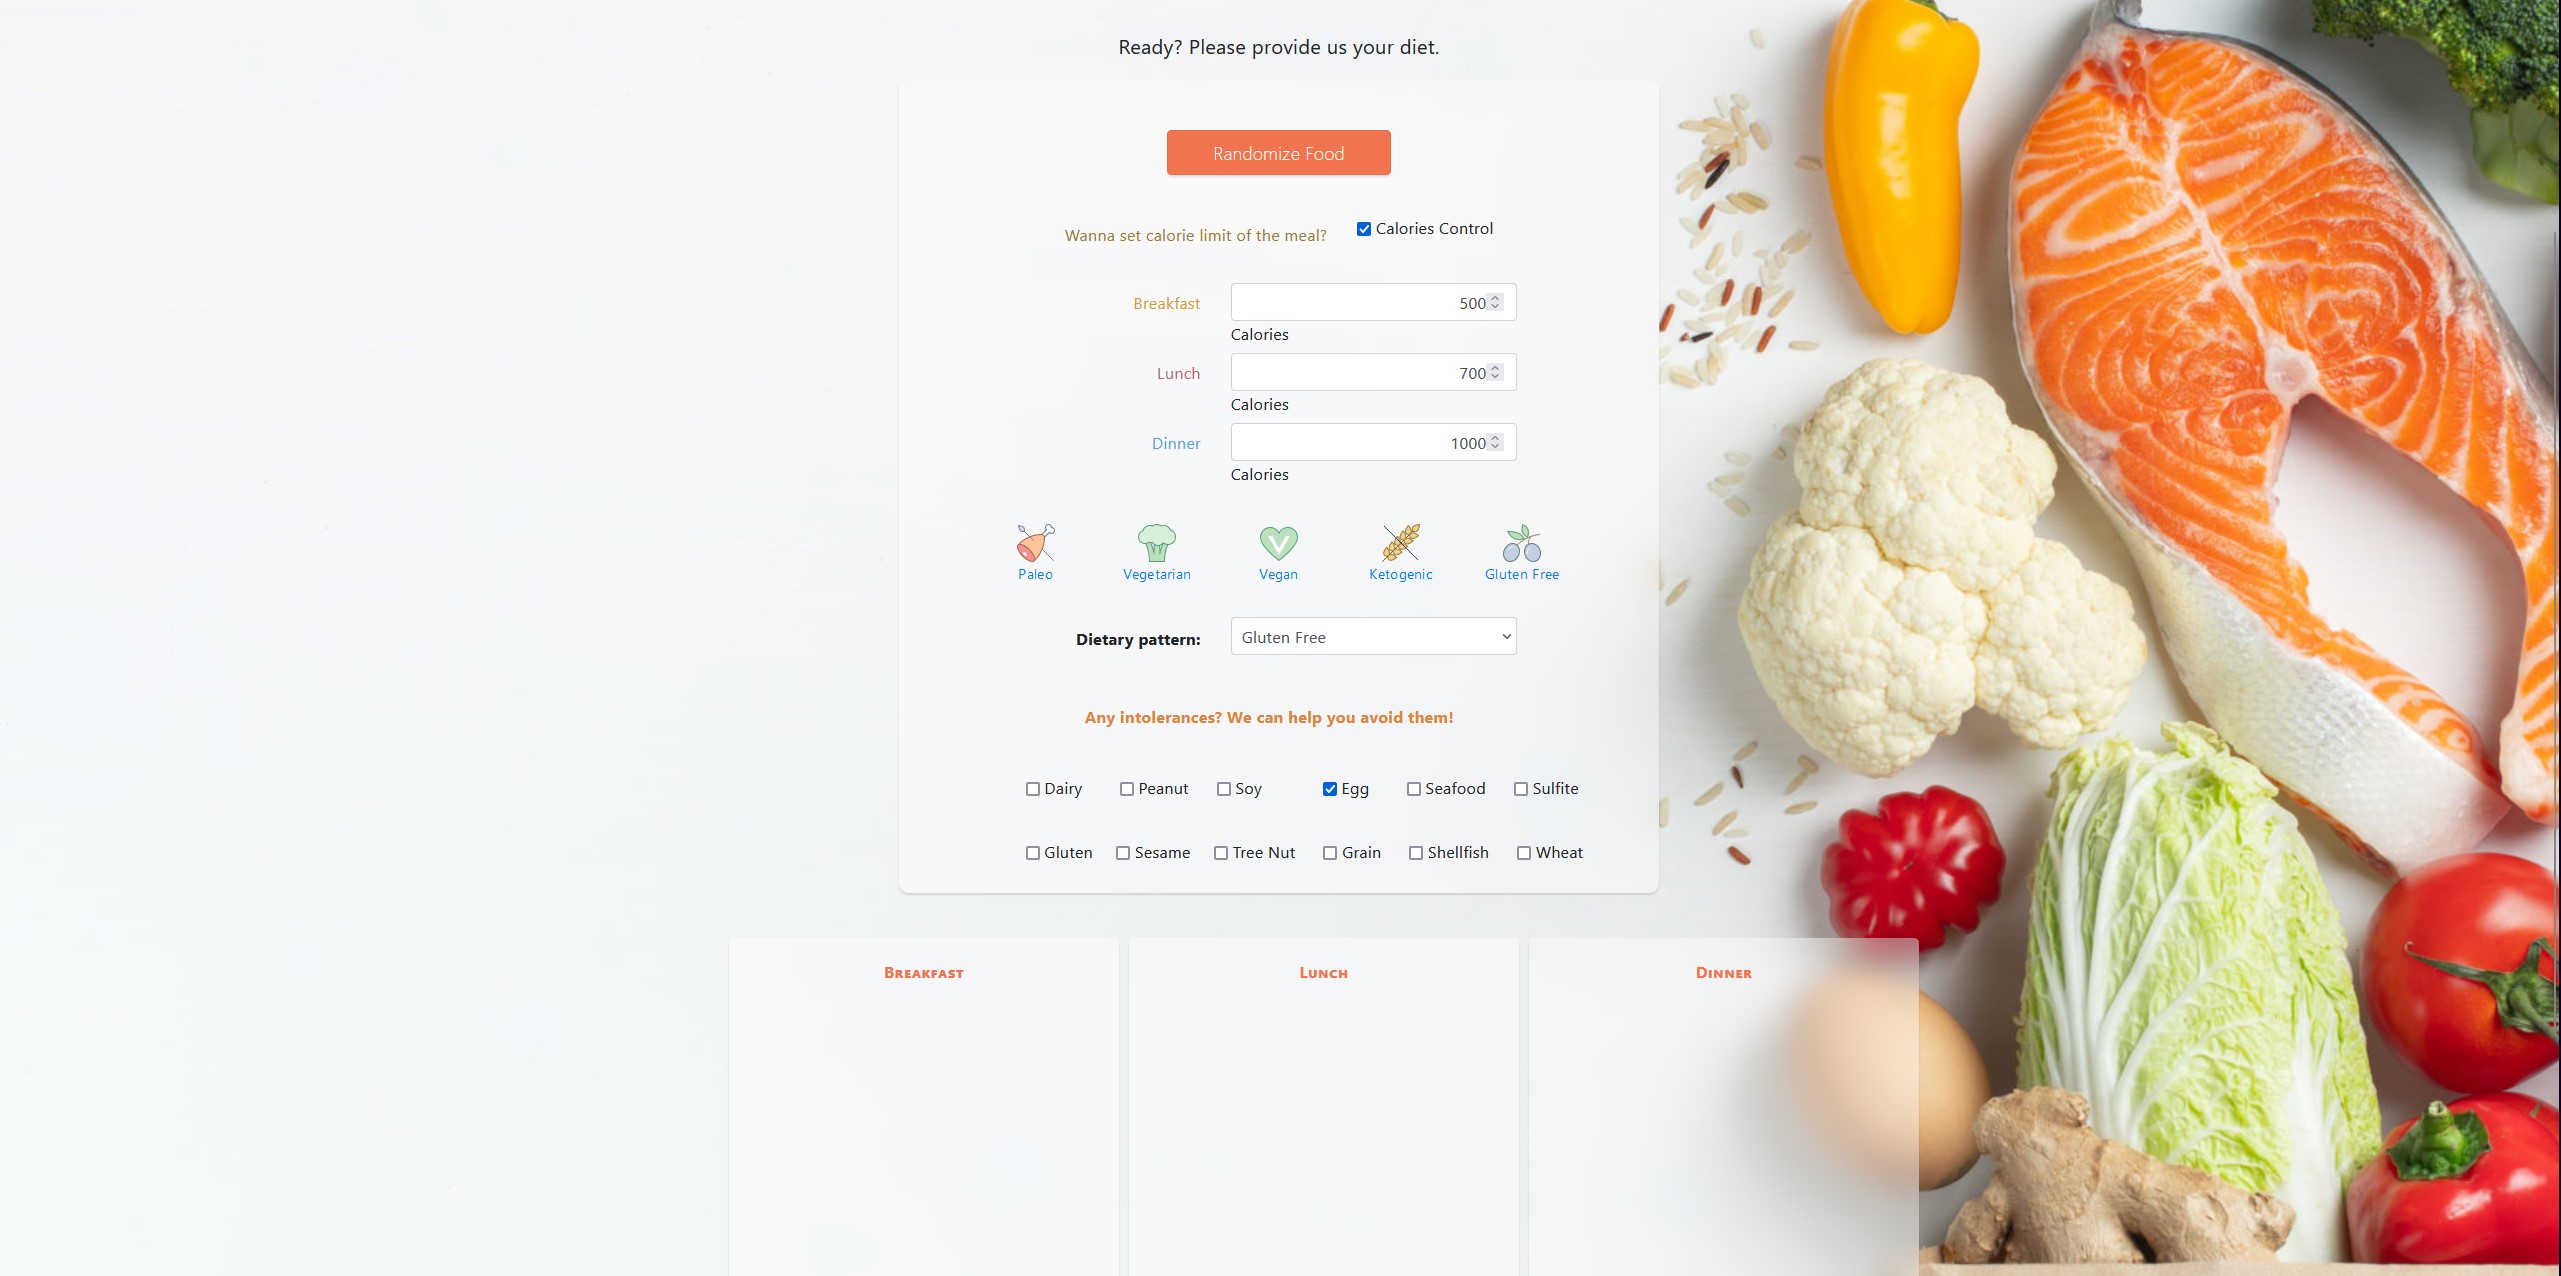 Ready? Please provide us your diet.
Randomize Food
Wanna set calorie limit of the meal? Calories Control
Breakfast 500
Calories
Lunch 700
Calories
Dinner 1000
Calories
Paleo Vegetarian Vegan Ketogenic Gluten Free
Dietary pattern: Gluten Free
Any intolerances? We can help you avoid them!
Dairy Peanut Soy Egg Seafood Sulfite
Gluten Sesame Tree Nut Grain Shellfish Wheat
Breakfast Lunch Dinner